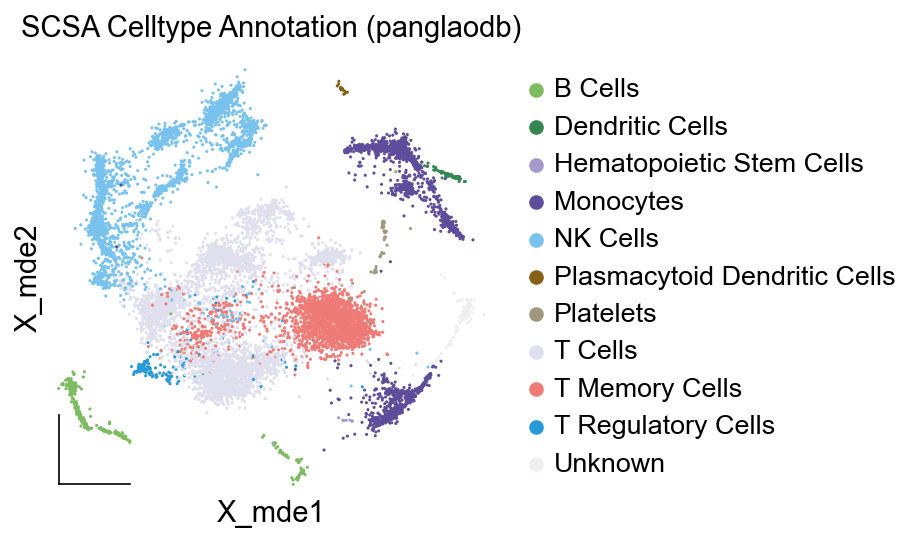 SCSA Celltype Annotation (panglaodb)
B Cells
Dendritic Cells
Hematopoietic Stem Cells
Monocytes
NK Cells
Plasmacytoid Dendritic Cells
Platelets
T Cells
T Memory Cells
T Regulatory Cells
Unknown
X_mde2
X_mde1